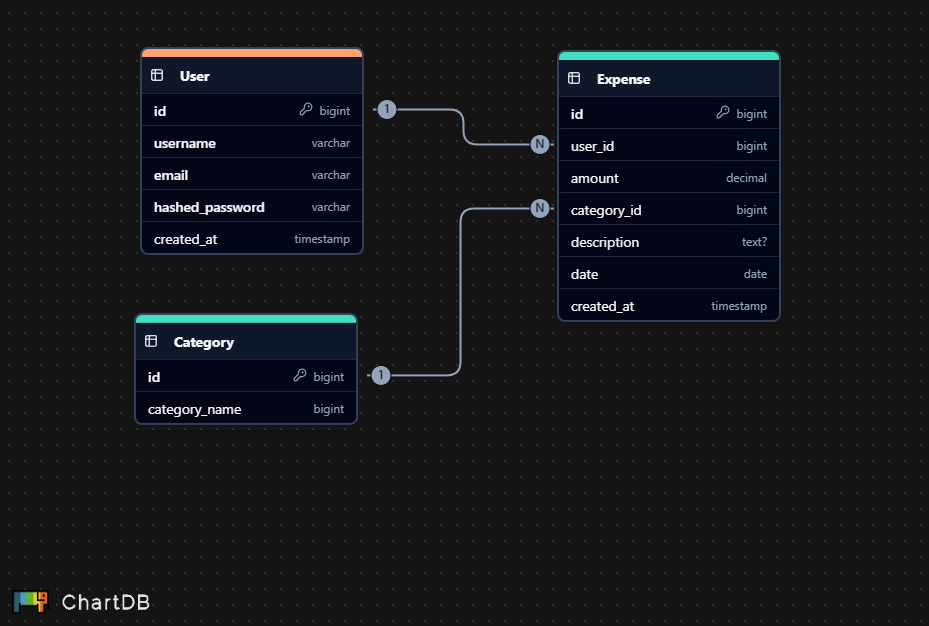 User
id bigint
username varchar
email varchar
hashed_password varchar
created_at timestamp
1
Expense
id bigint
N user_id bigint
amount decimal
N category_id bigint
description text?
date date
created_at timestamp
Category
id bigint
1
category_name bigint
ChartDB